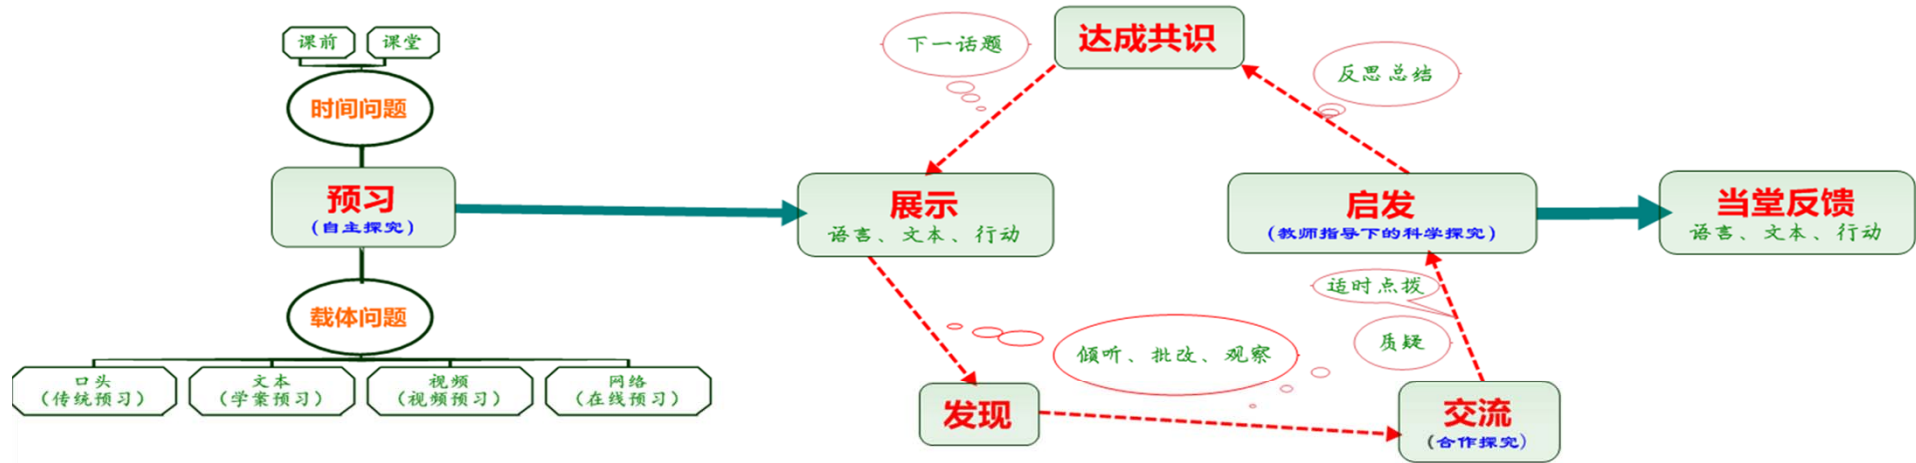 课前
课堂
时间问题
预习
（自主探究）
载体问题
口头
（传统预习）
文本
（学案预习）
视频
（视频预习）
网络
（在线预习）
下一话题
达成共识
反思总结
展示
语言、文本、行动
启发
（教师指导下的科学探究）
当堂反馈
语言、文本、行动
适时点拨
质疑
倾听、批改、观察
发现
交流
（合作探究）